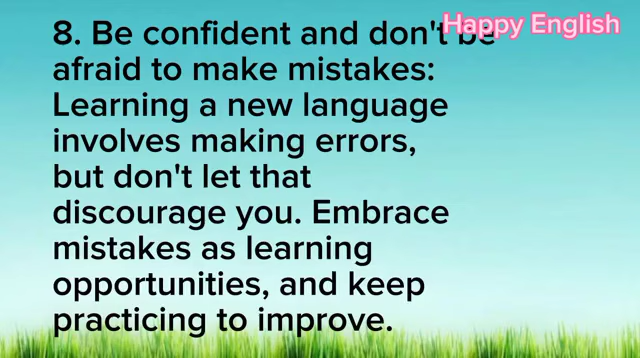 Happy English
8. Be confident and don't be
afraid to make mistakes:
Learning a new language
involves making errors,
but don't let that
discourage you. Embrace
mistakes as learning
opportunities, and keep
practicing to improve.